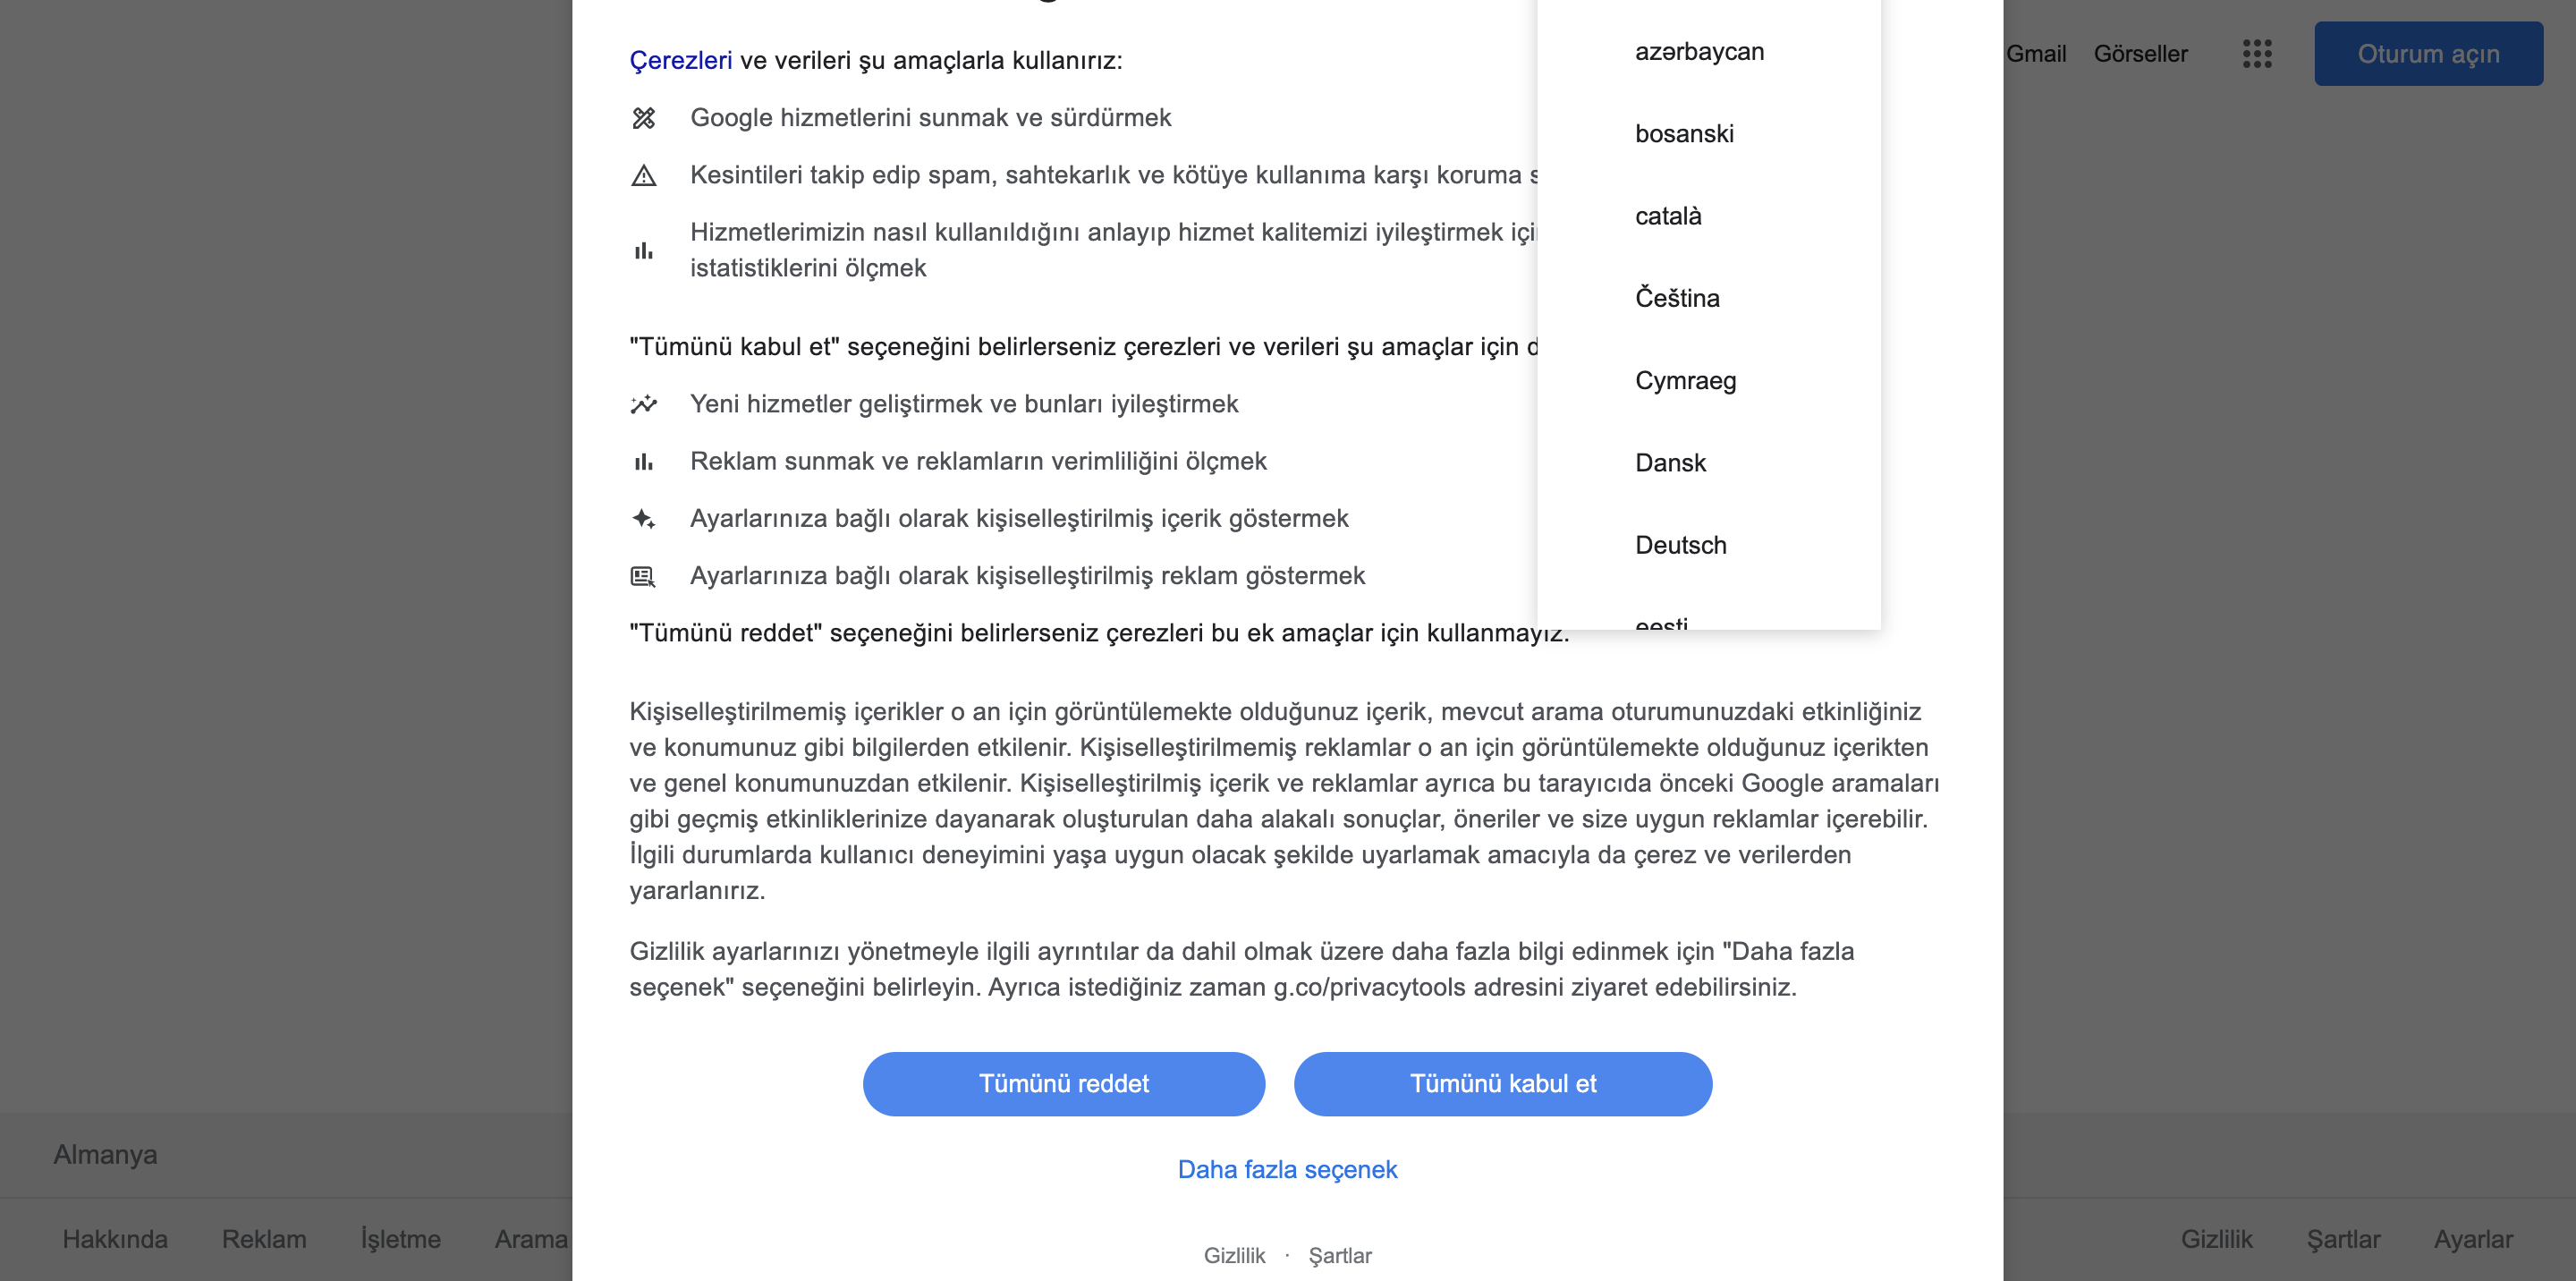 Çerezleri ve verileri şu amaçlarla kullanırız:
Google hizmetlerini sunmak ve sürdürmek
Kesintileri takip edip spam, sahtekarlık ve kötüye kullanıma karşı koruma
Hizmetlerimizin nasıl kullanıldığını anlayıp hizmet kalitemizi iyileştirmek
istatistiklerini ölçmek
"Tümünü kabul et" seçeneğini belirlerseniz çerezleri ve verileri şu amaçlar için
Yeni hizmetler geliştirmek ve bunları iyileştirmek
Reklam sunmak ve reklamların verimliliğini ölçmek
Ayarlarınıza bağlı olarak kişiselleştirilmiş içerik göstermek
Ayarlarınıza bağlı olarak kişiselleştirilmiş reklam göstermek
"Tümünü reddet" seçeneğini belirlerseniz çerezleri bu ek amaçlar için kullanmayız.
Kişiselleştirilmemiş içerikler o an için görüntülemekte olduğunuz içerik, mevcut arama oturumunuzdaki etkinliğiniz
ve konumunuz gibi bilgilerden etkilenir. Kişiselleştirilmemiş reklamlar o an için görüntülemekte olduğunuz içerikten
ve genel konumunuzdan etkilenir. Kişiselleştirilmiş içerik ve reklamlar ayrıca bu tarayıcıda önceki Google aramaları
gibi geçmiş etkinliklerinize dayanarak oluşturulan daha alakalı sonuçlar, öneriler ve size uygun reklamlar içerebilir.
İlgili durumlarda kullanıcı deneyimini yaşa uygun olacak şekilde uyarlamak amacıyla da çerez ve verilerden
yararlanırız.
Gizlilik ayarlarınızı yönetmeyle ilgili ayrıntılar da dahil olmak üzere daha fazla bilgi edinmek için "Daha fazla
seçenek" seçeneğini belirleyin. Ayrıca istediğiniz zaman g.co/privacytools adresini ziyaret edebilirsiniz.
Tümünü reddet
Tümünü kabul et
Daha fazla seçenek
Gizlilik · Şartlar
azərbaycan
bosanski
català
Čeština
Cymraeg
Dansk
Deutsch
eesti
Gmail
Görseller
Oturum açın
Almanya
Hakkında
Reklam
İşletme
Arama
Gizlilik
Şartlar
Ayarlar